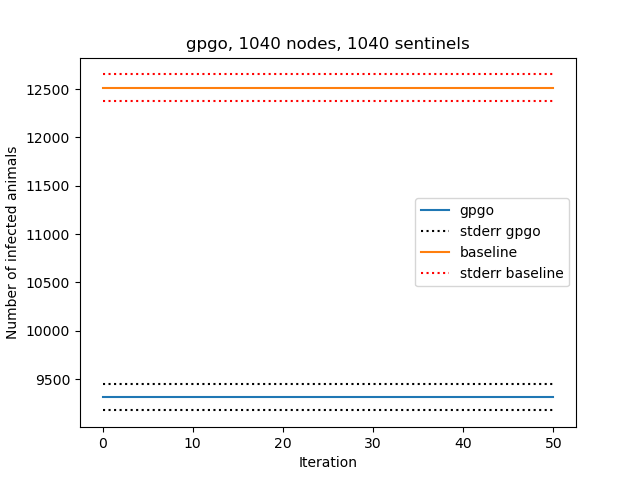 gpgo, 1040 nodes, 1040 sentinels
12500
12000
11500
11000
10500
10000
9500
Number of infected animals
gpgo
stderr gpgo
baseline
stderr baseline
0 10 20 30 40 50
Iteration